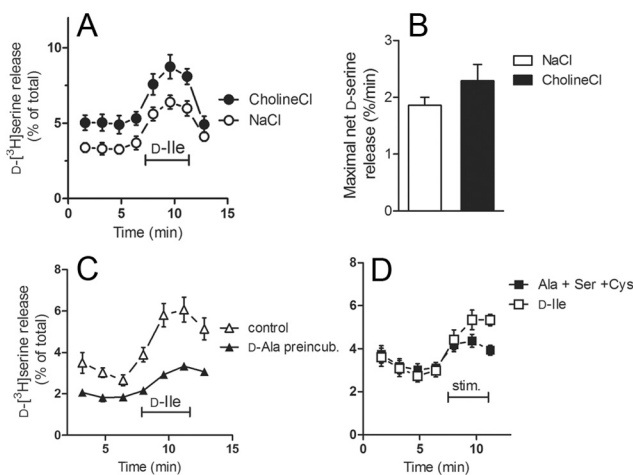 A
D-[³H]serine release
(% of total)
10
5
0
CholineCl
NaCl
D-Ile
0
5
10
15
Time (min)
B
Maximal net D-serine
release (%/min)
3
2
1
0
NaCl
CholineCl
C
D-[³H]serine release
(% of total)
8
6
4
2
0
control
D-Ala preincub.
D-Ile
5
10
15
Time (min)
D
8
6
4
2
0
Ala + Ser +Cys
D-Ile
stim.
0
5
10
Time (min)